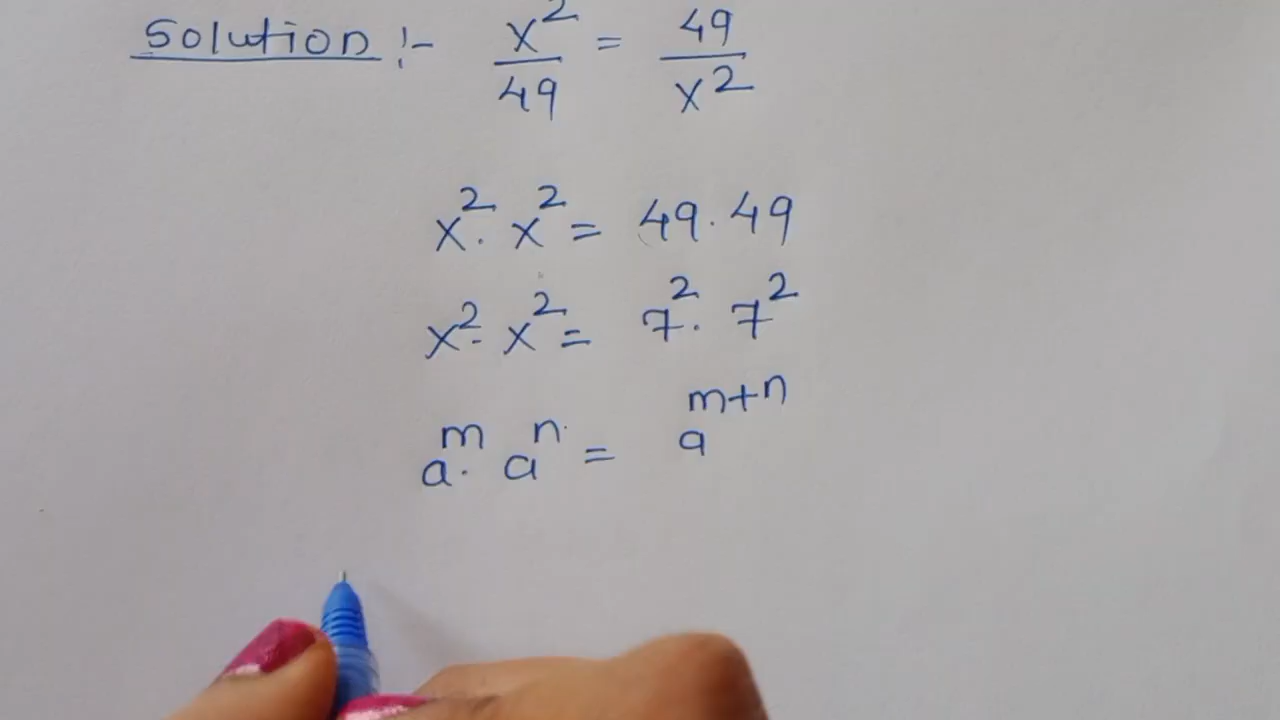 Solution :- x²/49 = 49/x²
x². x² = 49. 49
x². x² = 7². 7²
aᵐ. aⁿ = aᵐ⁺ⁿ